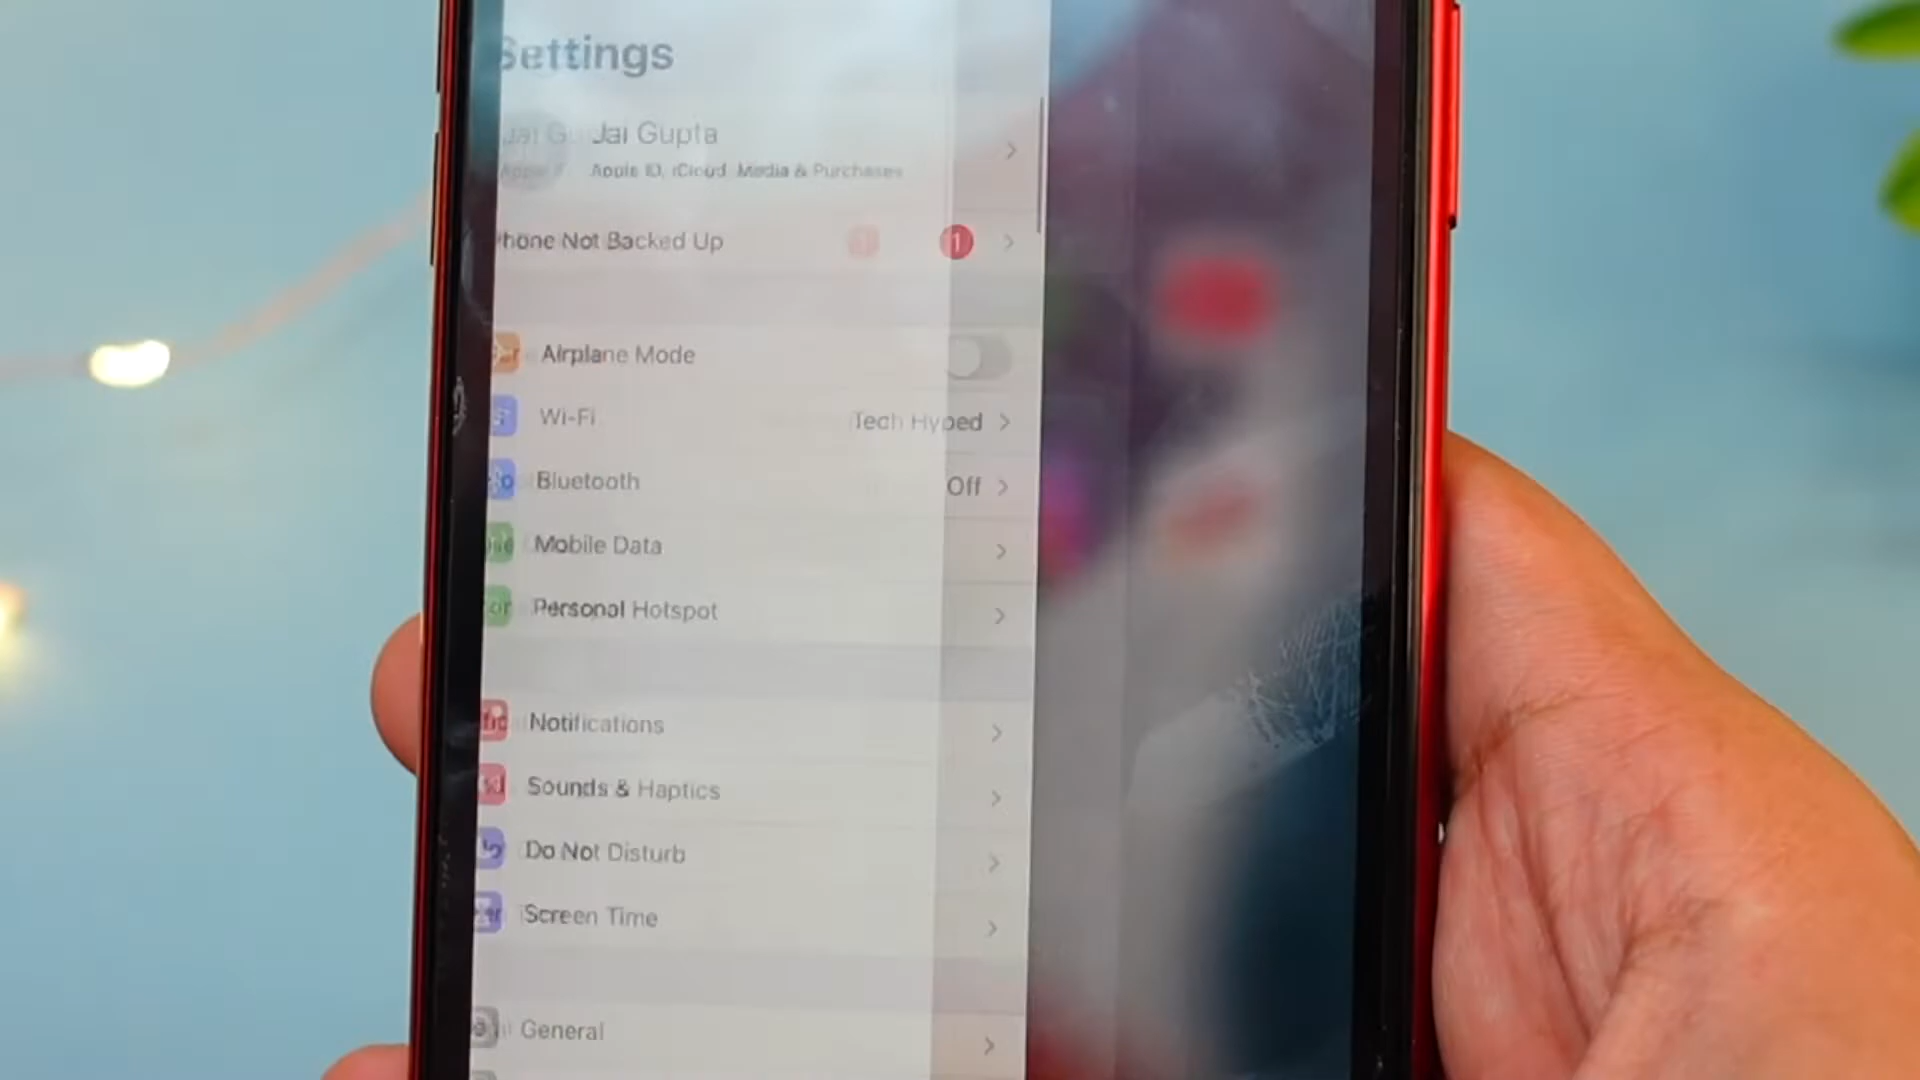 Settings
Jai Gupta
Apple ID, iCloud, Media & Purchases
hone Not Backed Up 1
Airplane Mode
Wi-Fi Tech Hyped
Bluetooth Off
Mobile Data
Personal Hotspot
Notifications
Sounds & Haptics
Do Not Disturb
Screen Time
General